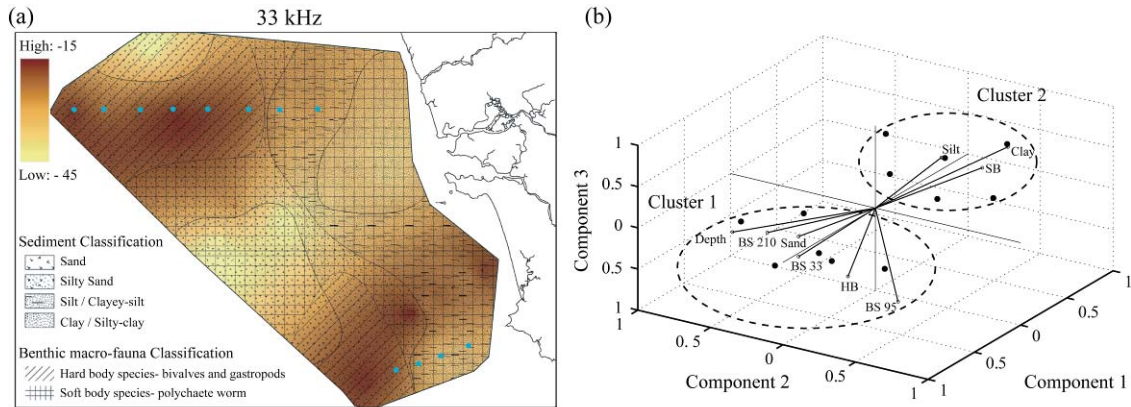 (a)
33 kHz
High: -15
Low: - 45
Sediment Classification
Sand
Silty Sand
Silt / Clayey-silt
Clay / Silty-clay
Benthic macro-fauna Classification
Hard body species- bivalves and gastropods
Soft body species- polychaete worm
(b)
Cluster 2
Silt
Clay
SB
Cluster 1
Depth
BS 210
Sand
BS 33
HB
BS 95
Component 3
1
0.5
0
0.5
1
1
0. 5
0
0.5
1
Component 2
1
0.5
0
0.5
1
Component 1